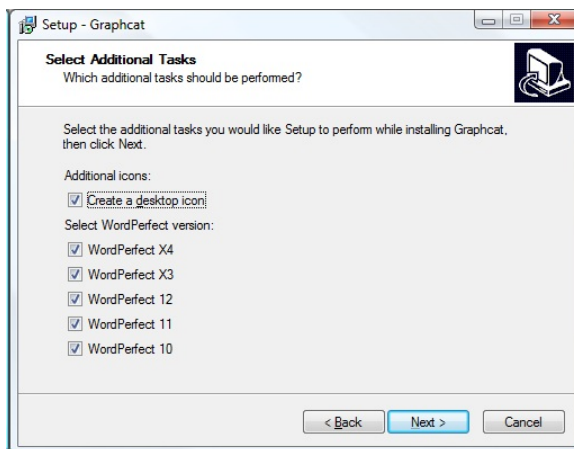 Setup - Graphcat
Select Additional Tasks
Which additional tasks should be performed?
Select the additional tasks you would like Setup to perform while installing Graphcat,
then click Next.
Additional icons:
Create a desktop icon
Select WordPerfect version:
WordPerfect X4
WordPerfect X3
WordPerfect 12
WordPerfect 11
WordPerfect 10
< Back
Next >
Cancel